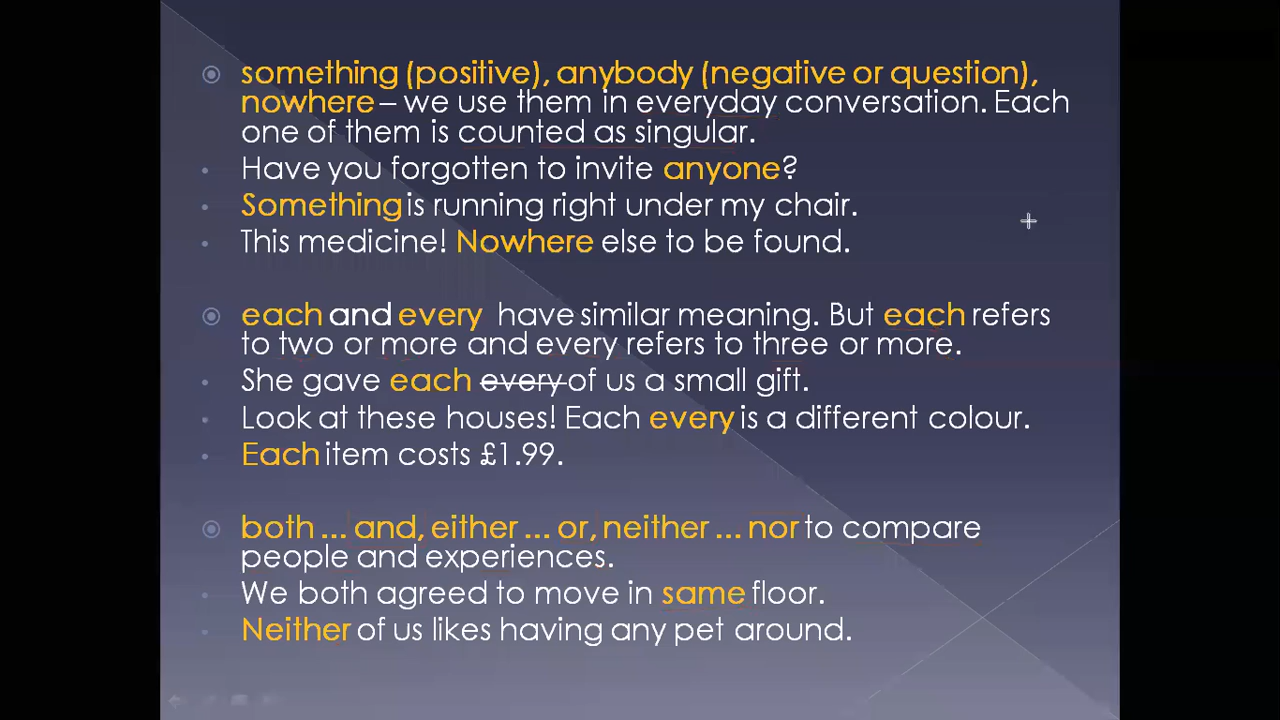 something (positive), anybody (negative or question),
nowhere – we use them in everyday conversation. Each
one of them is counted as singular.
Have you forgotten to invite anyone?
Something is running right under my chair.
This medicine! Nowhere else to be found.
each and every have similar meaning. But each refers
to two or more and every refers to three or more.
She gave each every of us a small gift.
Look at these houses! Each every is a different colour.
Each item costs £1.99.
both ... and, either ... or, neither ... nor to compare
people and experiences.
We both agreed to move in same floor.
Neither of us likes having any pet around.